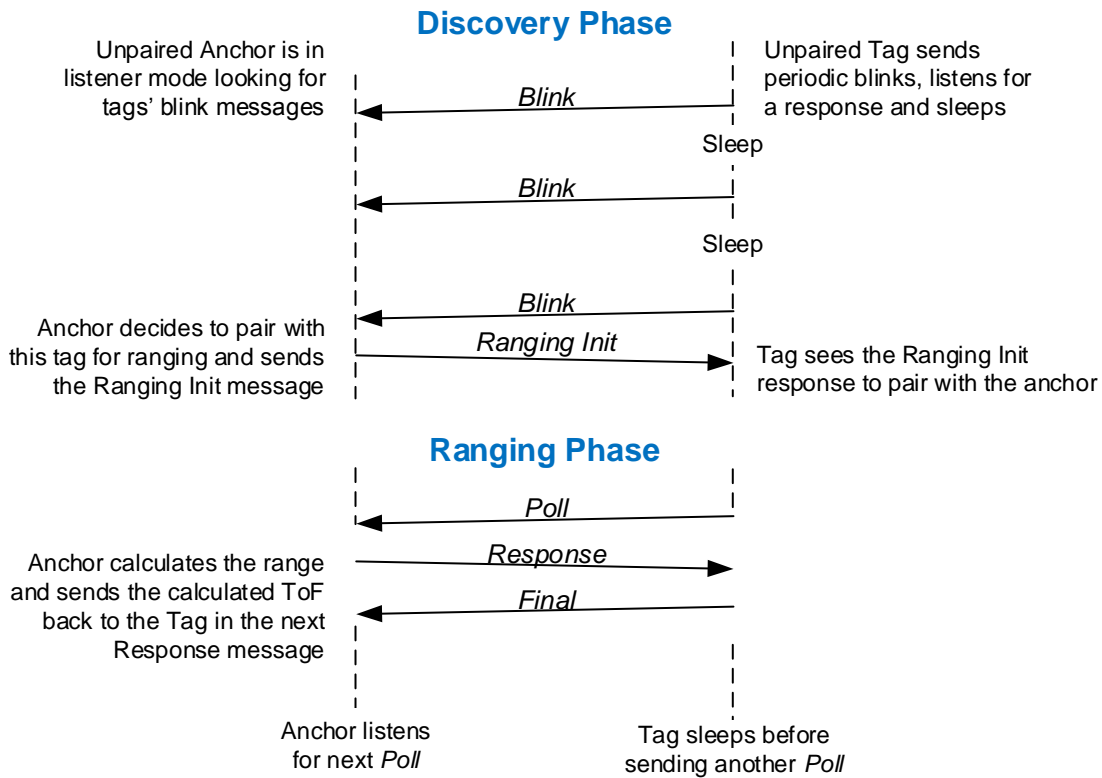 Discovery Phase
Unpaired Anchor is in
listener mode looking for
tags' blink messages
Unpaired Tag sends
periodic blinks, listens for
a response and sleeps
Blink
Sleep
Blink
Sleep
Blink
Anchor decides to pair with
this tag for ranging and sends
the Ranging Init message
Ranging Init
Tag sees the Ranging Init
response to pair with the anchor
Ranging Phase
Poll
Response
Anchor calculates the range
and sends the calculated ToF
back to the Tag in the next
Response message
Final
Anchor listens
for next Poll
Tag sleeps before
sending another Poll